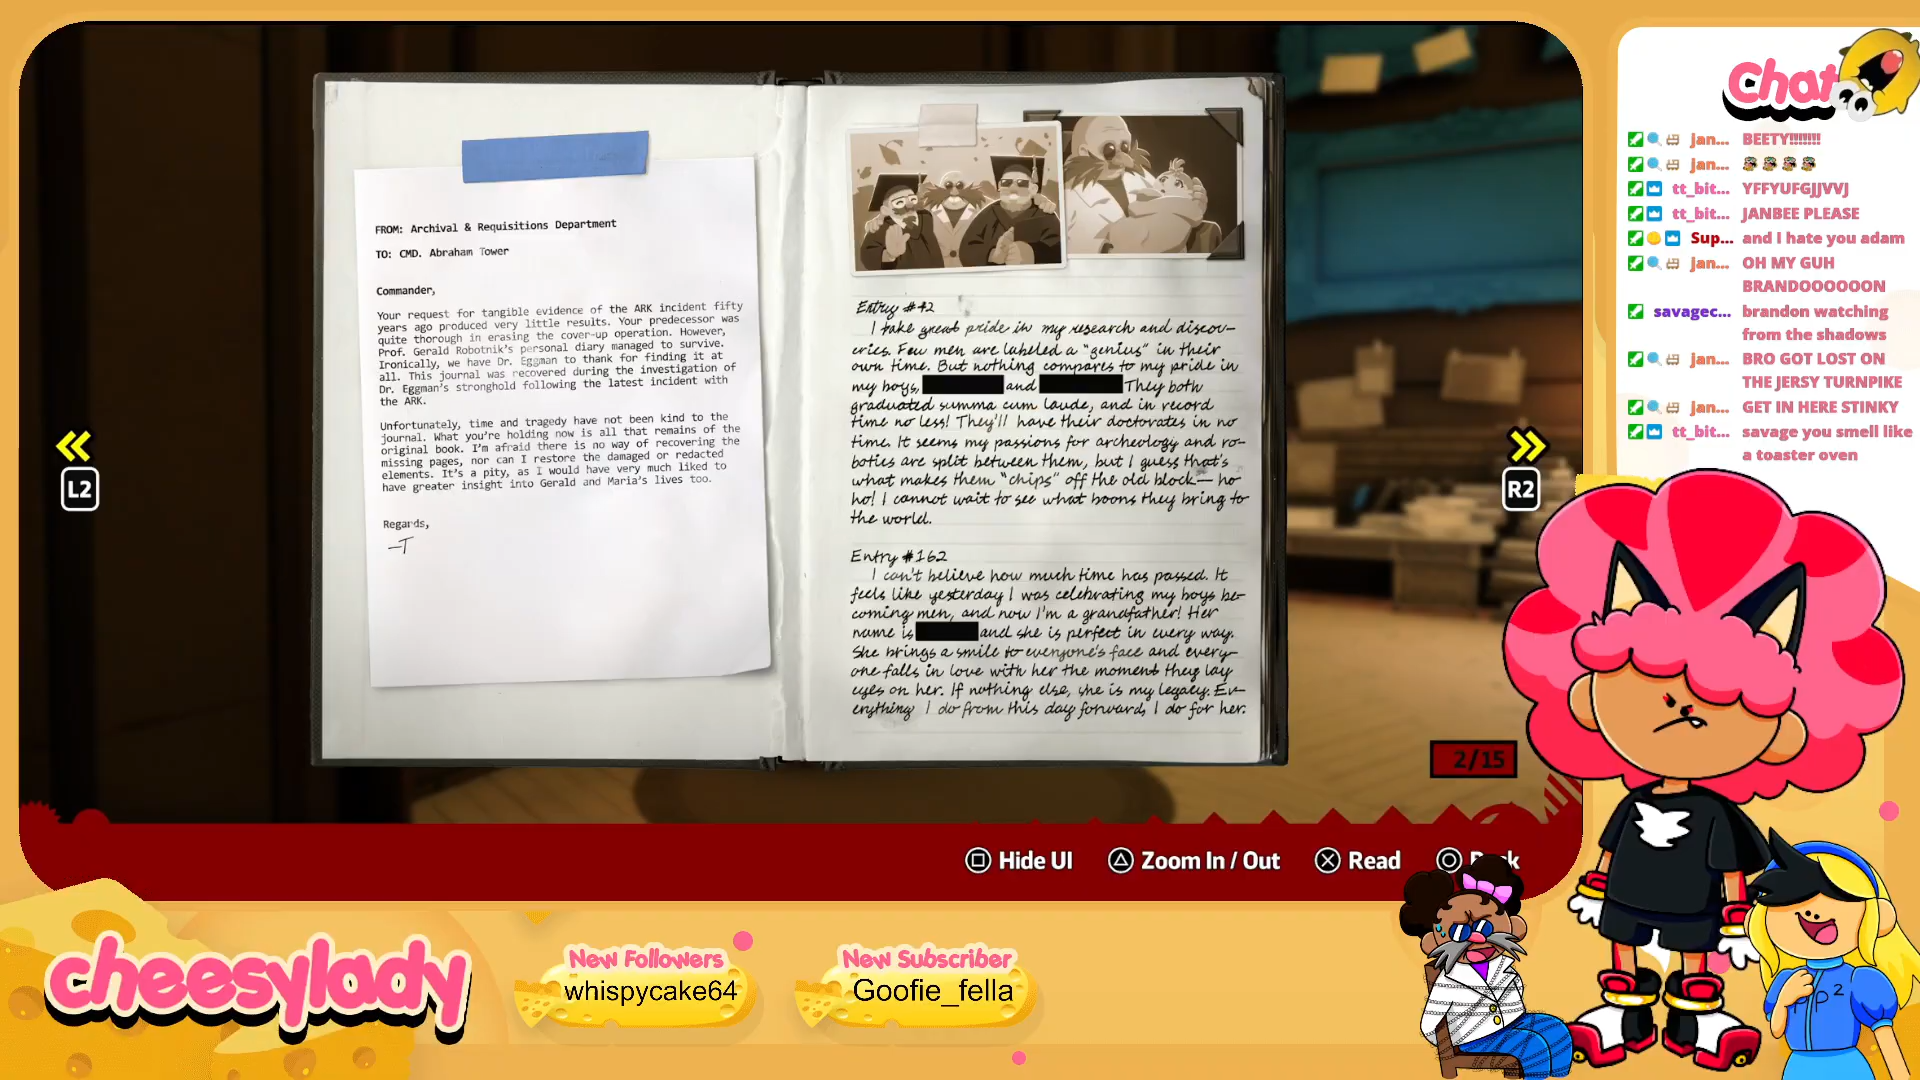 FROM: Archival & Requisitions Department
TO: CMD. Abraham Tower
Commander,
Your request for tangible evidence of the ARK incident fifty
years ago produced very little results. Your predecessor was
quite thorough in erasing the cover-up operation. However,
Prof. Gerald Robotnik's personal diary managed to survive.
Ironically, we have Dr. Eggman to thank for finding it at
all. This journal was recovered during the investigation of
Dr. Eggman's stronghold following the latest incident with
the ARK.
Unfortunately, time and tragedy have not been kind to the
journal. What you're holding now is all that remains of the
original book. I'm afraid there is no way of recovering the
missing pages, nor can I restore the damaged or redacted
elements. It's a pity, as I would have very much liked to
have greater insight into Gerald and Maria's lives too.
Regards,
—T
Entry #42
I take great pride in my research and discov-
eries. Few men are labeled a "genius" in their
own time. But nothing compares to my pride in
my boys, and They both
graduated summa cum laude, and in record
time no less! They'll have their doctorates in no
time. It seems my passions for archeology and ro-
botics are split between them, but I guess that's
what makes them "chips" off the old block— ho
ho! I cannot wait to see what boons they bring to
the world.
Entry #162
I can't believe how much time has passed. It
feels like yesterday I was celebrating my boys be-
coming men, and now I'm a grandfather! Her
name is and she is perfect in every way.
She brings a smile to everyone's face and every-
one falls in love with her the moment they lay
eyes on her. If nothing else, she is my legacy. Ev-
erything I do from this day forward, I do for her.
L2
R2
2/15
Hide UI
Zoom In / Out
Read
Chat
jan... BEETY!!!!!!!
jan...
tt_bit... YFFYUFGJJVVJ
tt_bit... JANBEE PLEASE
Sup... and I hate you adam
jan... OH MY GUH
BRANDOOOOOON
savagec... brandon watching
from the shadows
jan... BRO GOT LOST ON
THE JERSY TURNPIKE
jan... GET IN HERE STINKY
tt_bit... savage you smell like
a toaster oven
cheesylady
New Followers
whispycake64
New Subscriber
Goofie_fella